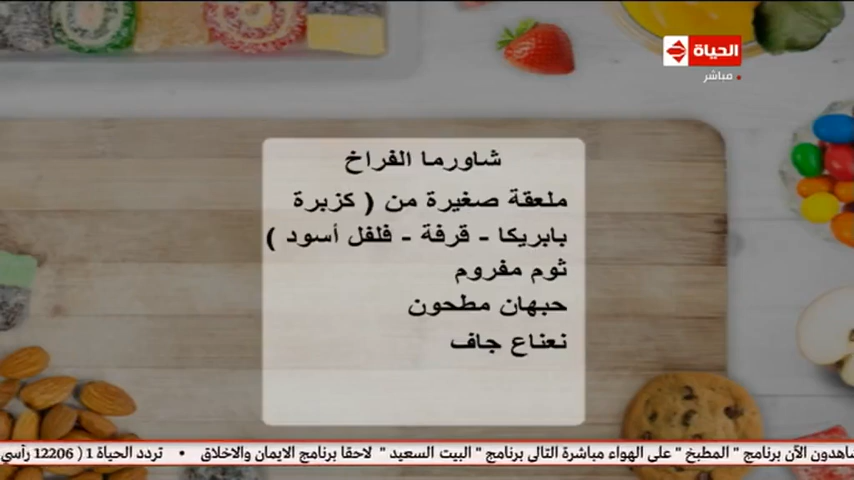 الحياة
مباشر
شاورما الفراخ
ملعقة صغيرة من ( كزبرة
بابريكا - قرفة - فلفل أسود )
ثوم مفروم
حبهان مطحون
نعناع جاف
الآن برنامج " المطبخ " على الهواء مباشرة التالى برنامج " البيت السعيد " لاحقا برنامج الايمان والاخلاق • تردد الحياة 1 ( 12206 رأسي